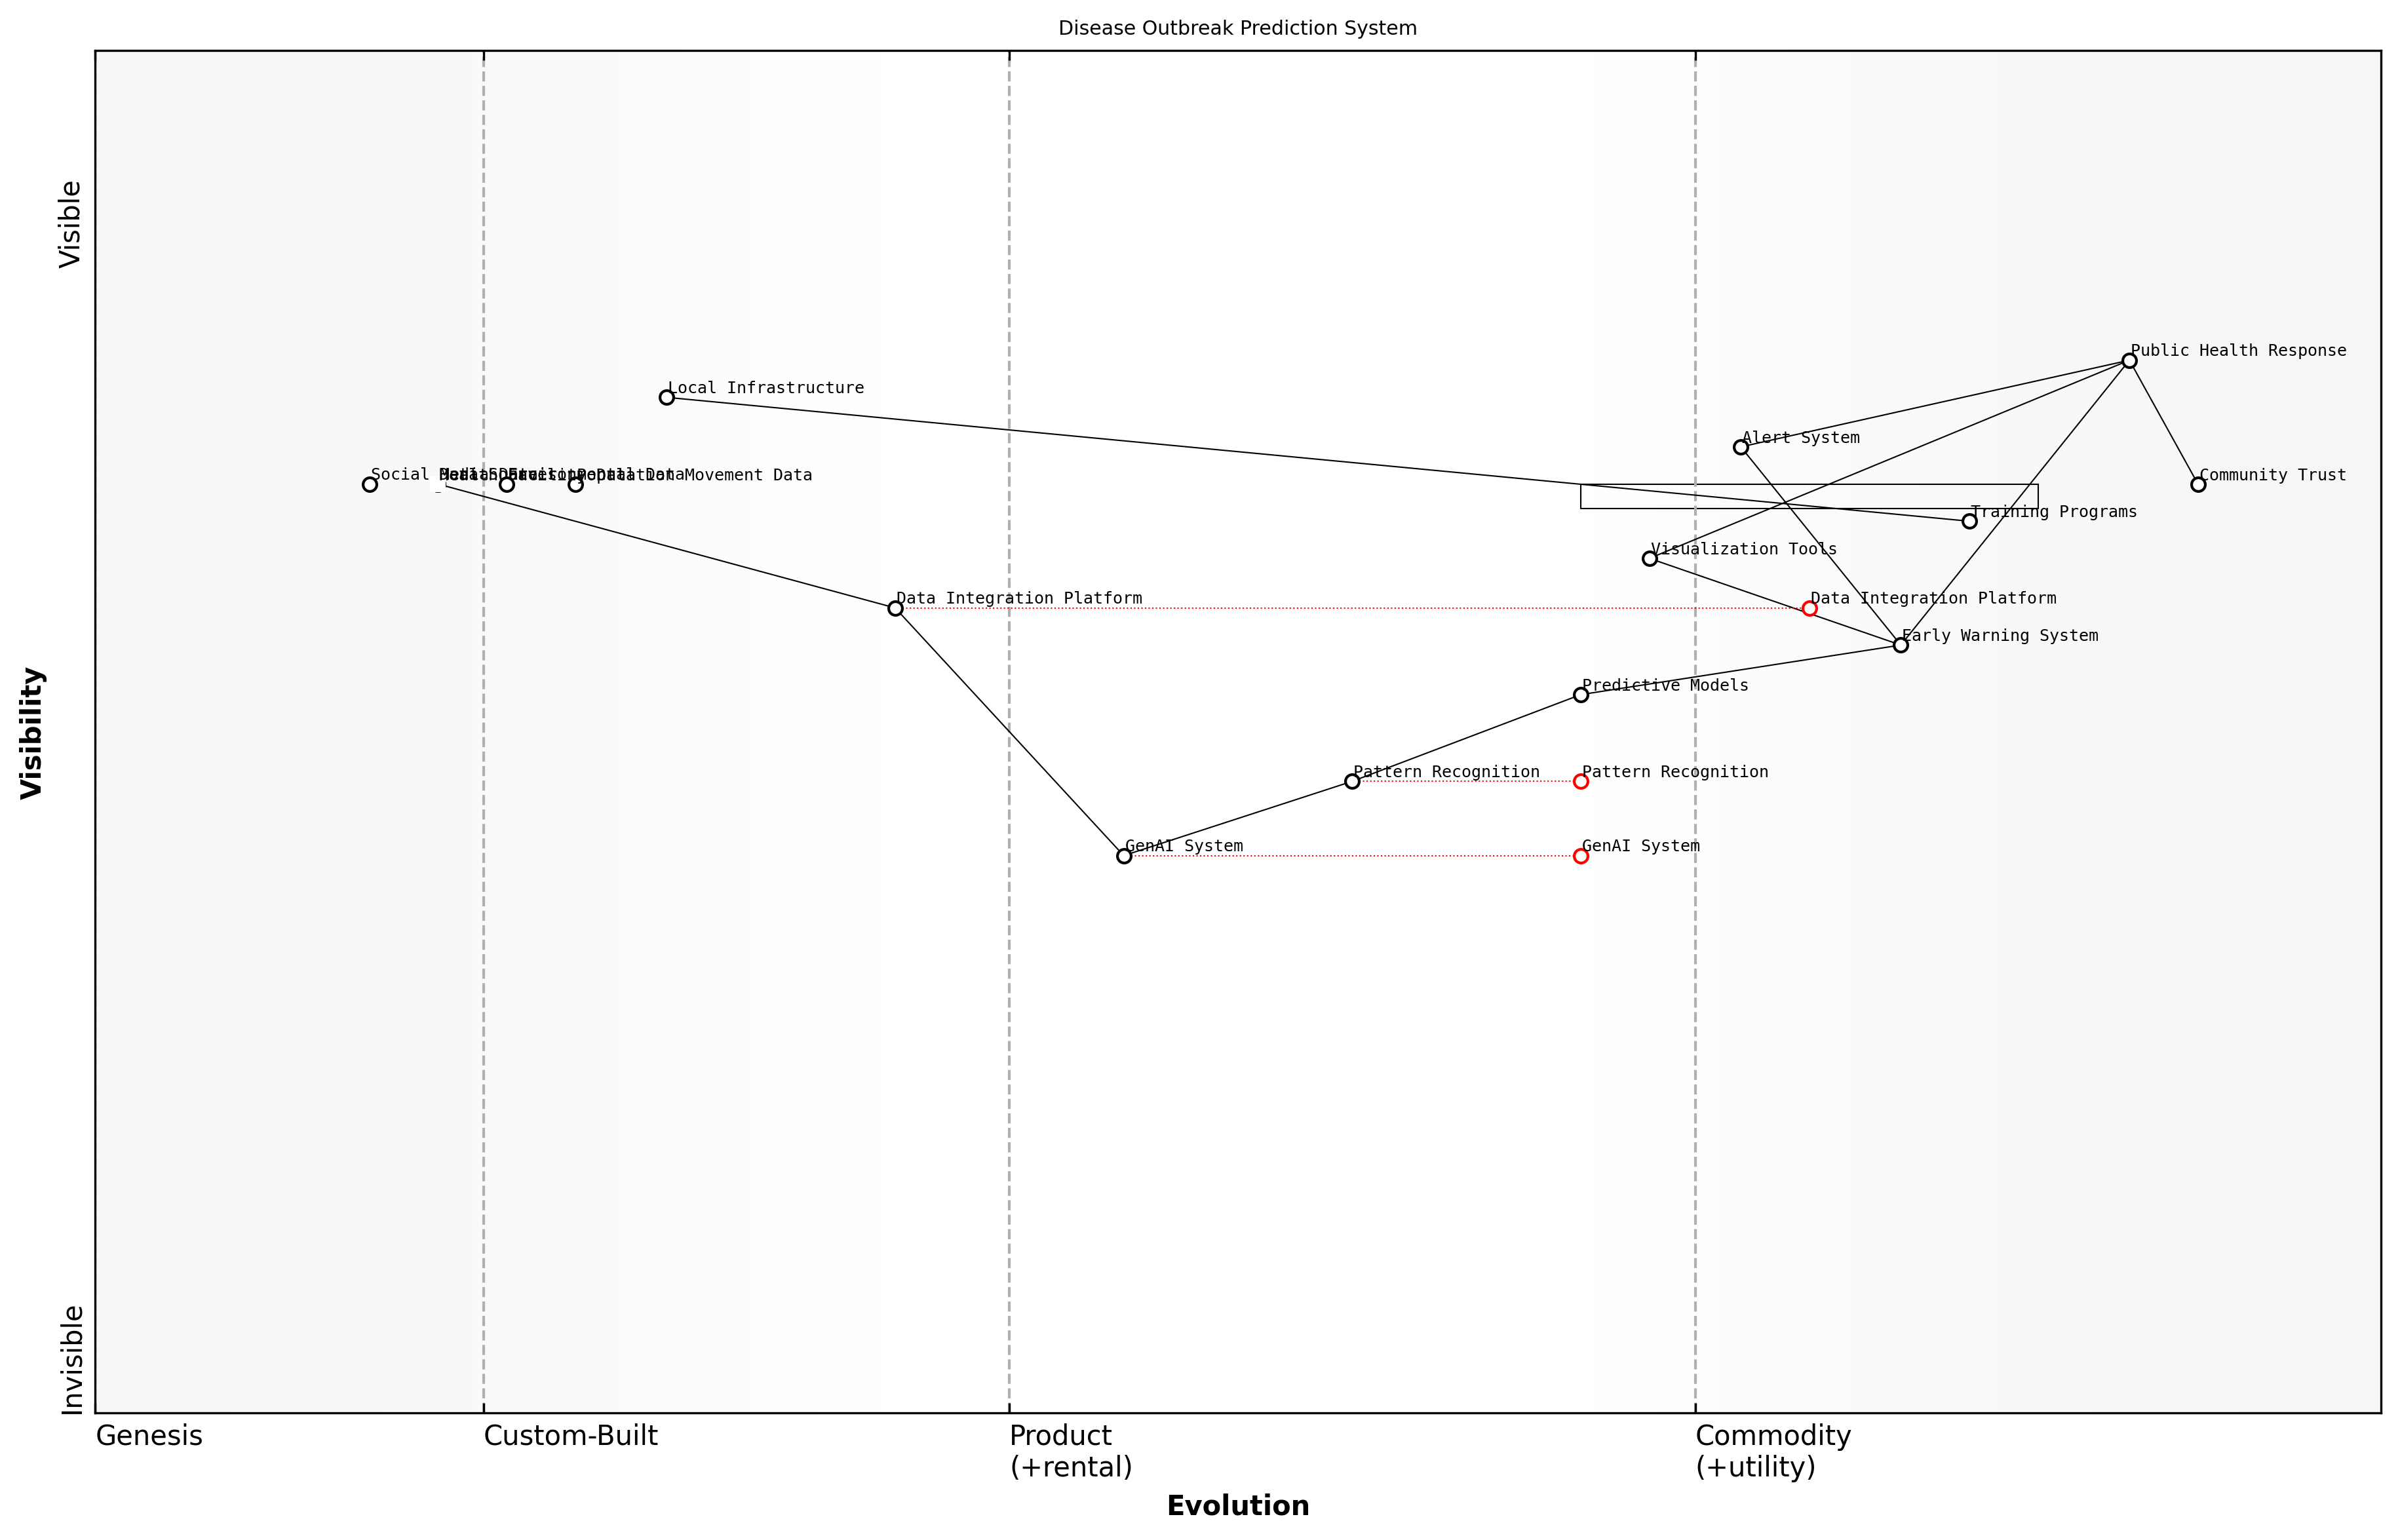 Disease Outbreak Prediction System
Visible
Public Health Response
Local Infrastructure
Alert System
Social
Population Movement Data
Community Trust
Training Programs
Visualization Tools
Data Integration Platform
Data Integration Platform
Early Warning System
Predictive Models
Pattern Recognition
Pattern Recognition
GenAI System
GenAI System
Visibility
Invisible
Genesis
Custom-Built
Product
(+rental)
Commodity
(+utility)
Evolution